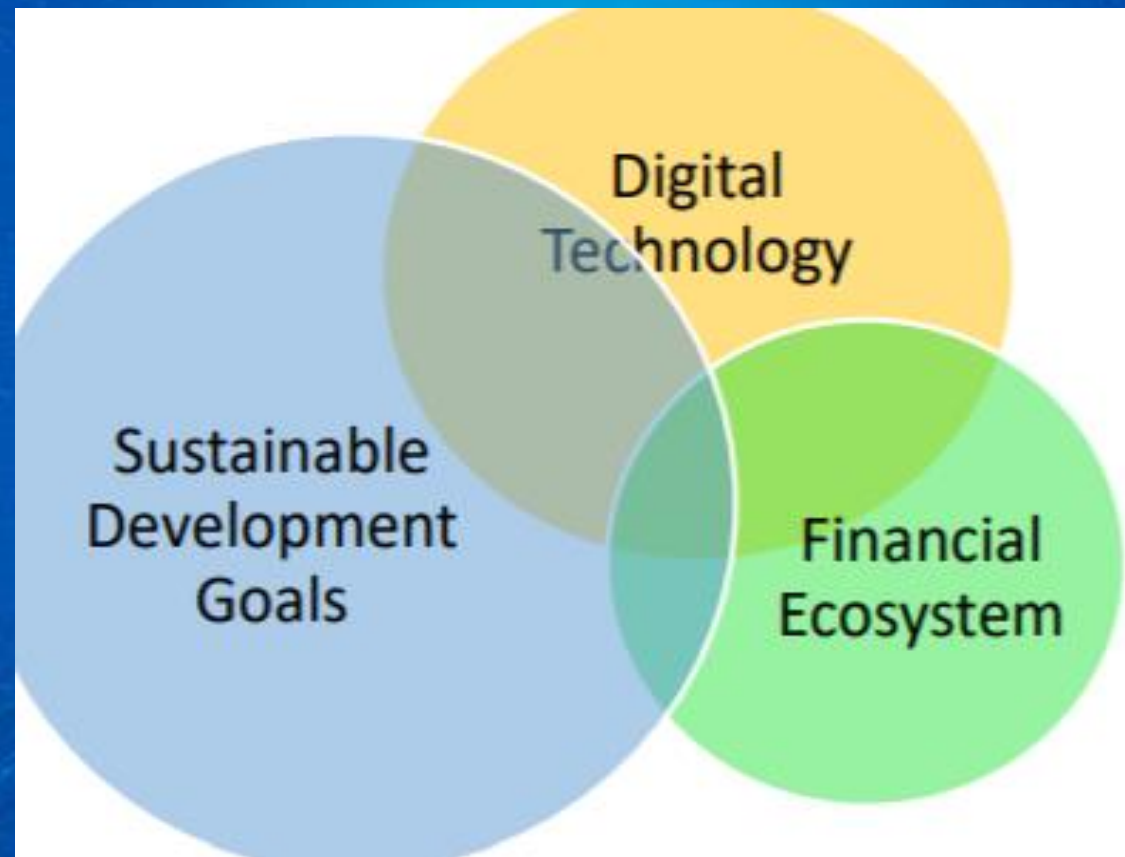 Digital
Technology
Sustainable
Development
Goals
Financial
Ecosystem